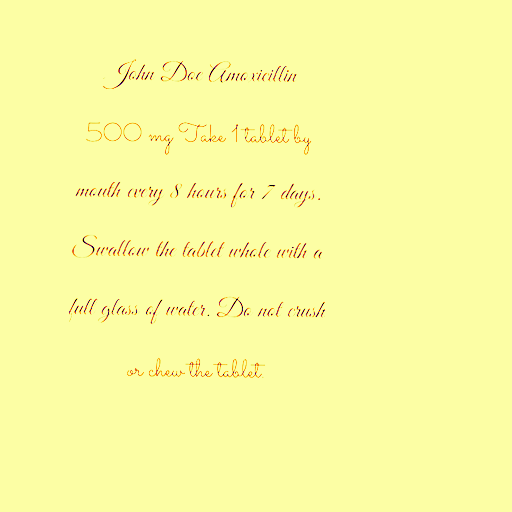 John Doe Amoxicillin
500 mg Take 1 tablet by
mouth every 8 hours for 7 days.
Swallow the tablet whole with a
full glass of water. Do not crush
or chew the tablet.